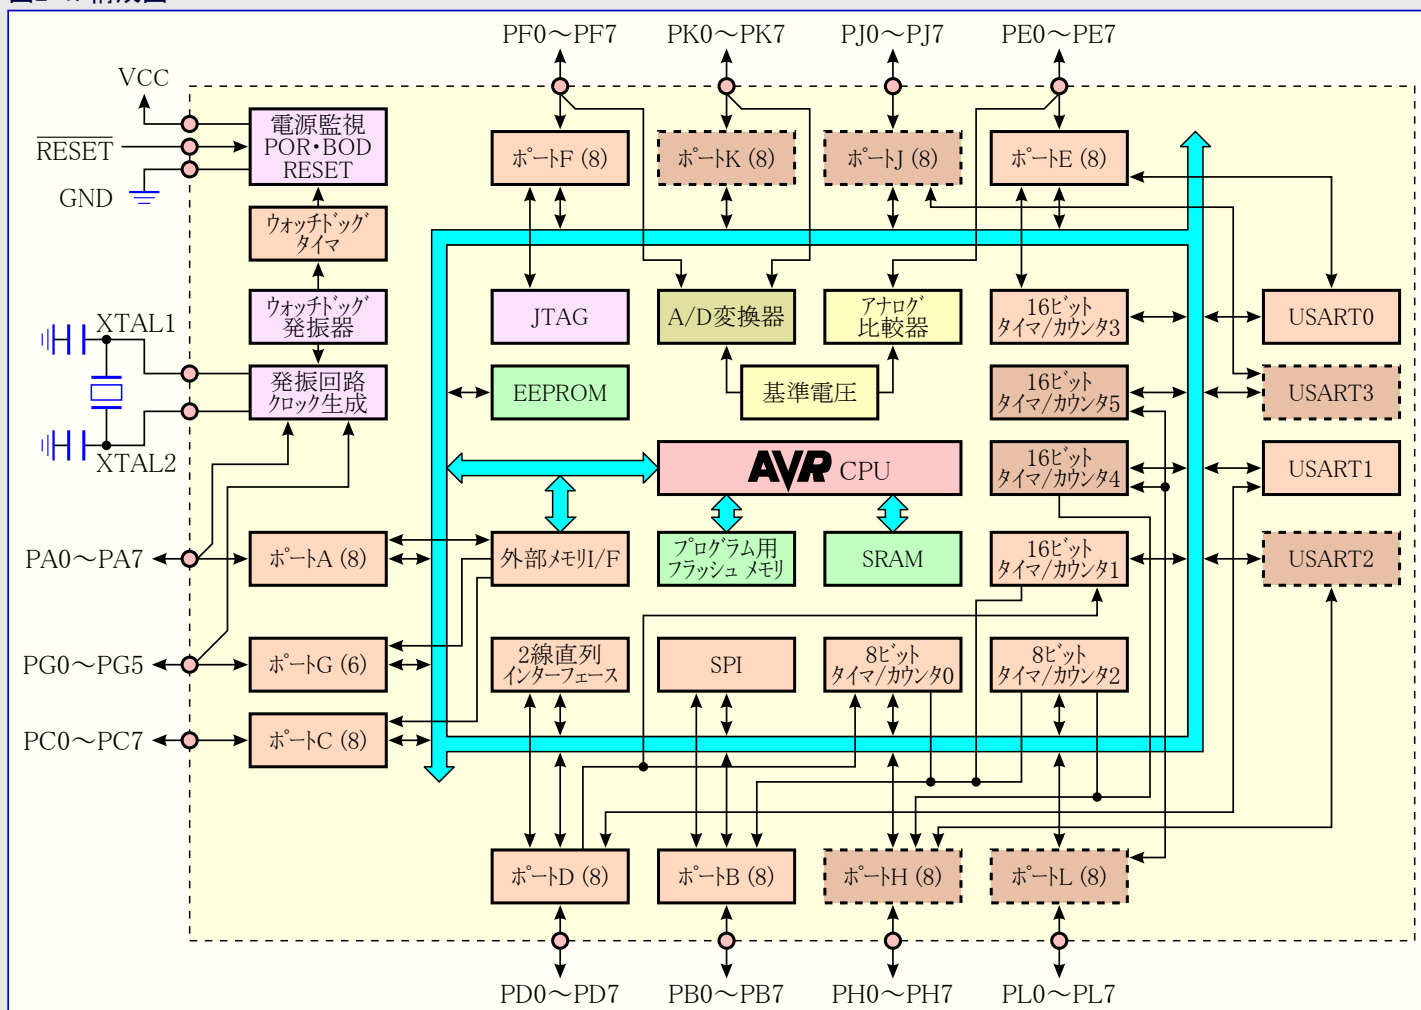 PF0～PF7
PK0～PK7
PJ0～PJ7
PE0～PE7
VCC
RESET
GND
電源監視
POR・BOD
RESET
ポートF (8)
ポートK (8)
ポートJ (8)
ポートE (8)
ウォッチドッグ
タイマ
ウォッチドッグ
発振器
JTAG
A/D変換器
アナログ
比較器
16ビット
タイマ/カウンタ3
USART0
XTAL1
発振回路
クロック生成
EEPROM
基準電圧
16ビット
タイマ/カウンタ5
USART3
XTAL2
AVR CPU
16ビット
タイマ/カウンタ4
USART1
PA0～PA7
ポートA (8)
外部メモリI/F
プログラム用
フラッシュ メモリ
SRAM
16ビット
タイマ/カウンタ1
USART2
PG0～PG5
ポートG (6)
2線直列
インターフェース
SPI
8ビット
タイマ/カウンタ0
8ビット
タイマ/カウンタ2
PC0～PC7
ポートC (8)
ポートD (8)
ポートB (8)
ポートH (8)
ポートL (8)
PD0～PD7
PB0～PB7
PH0～PH7
PL0～PL7